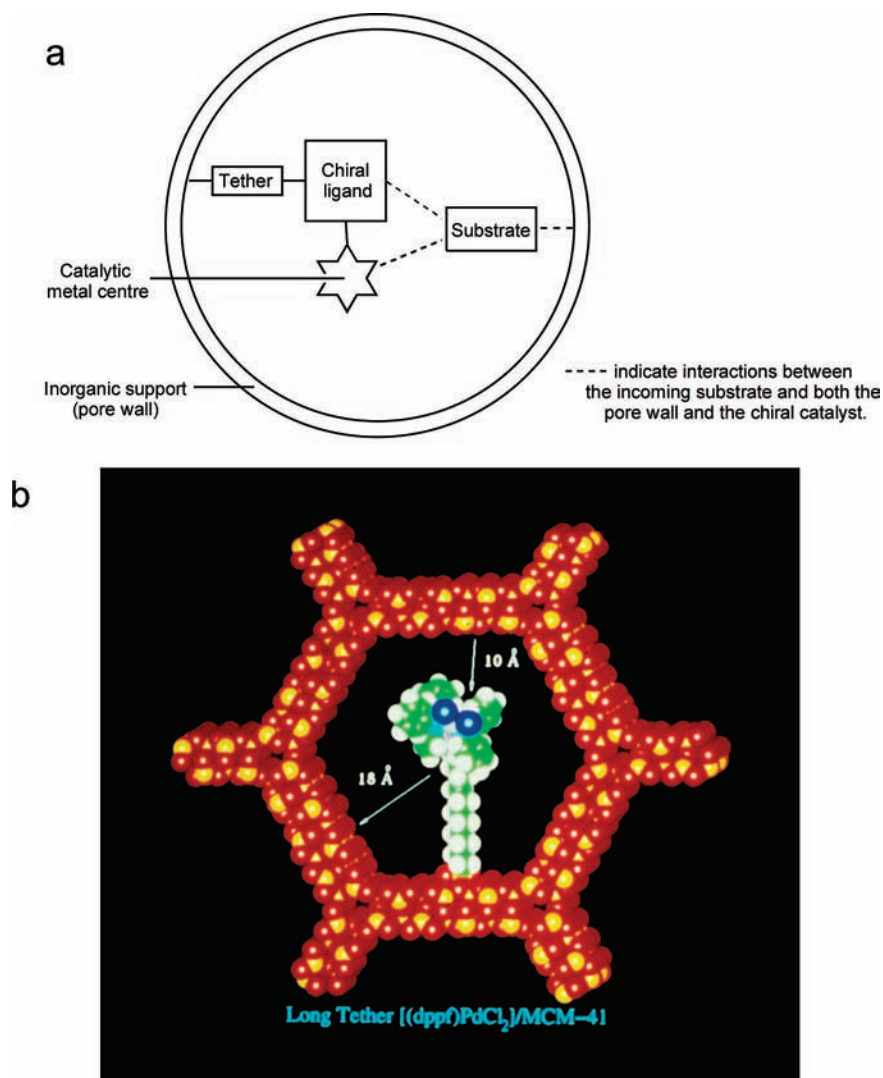 a
Tether
Chiral
ligand
Substrate
Catalytic
metal centre
Inorganic support
(pore wall)
indicate interactions between
the incoming substrate and both the
pore wall and the chiral catalyst.
b
10 Å
18 Å
Long Tether [(dppf)PdCl₂]/MCM-41